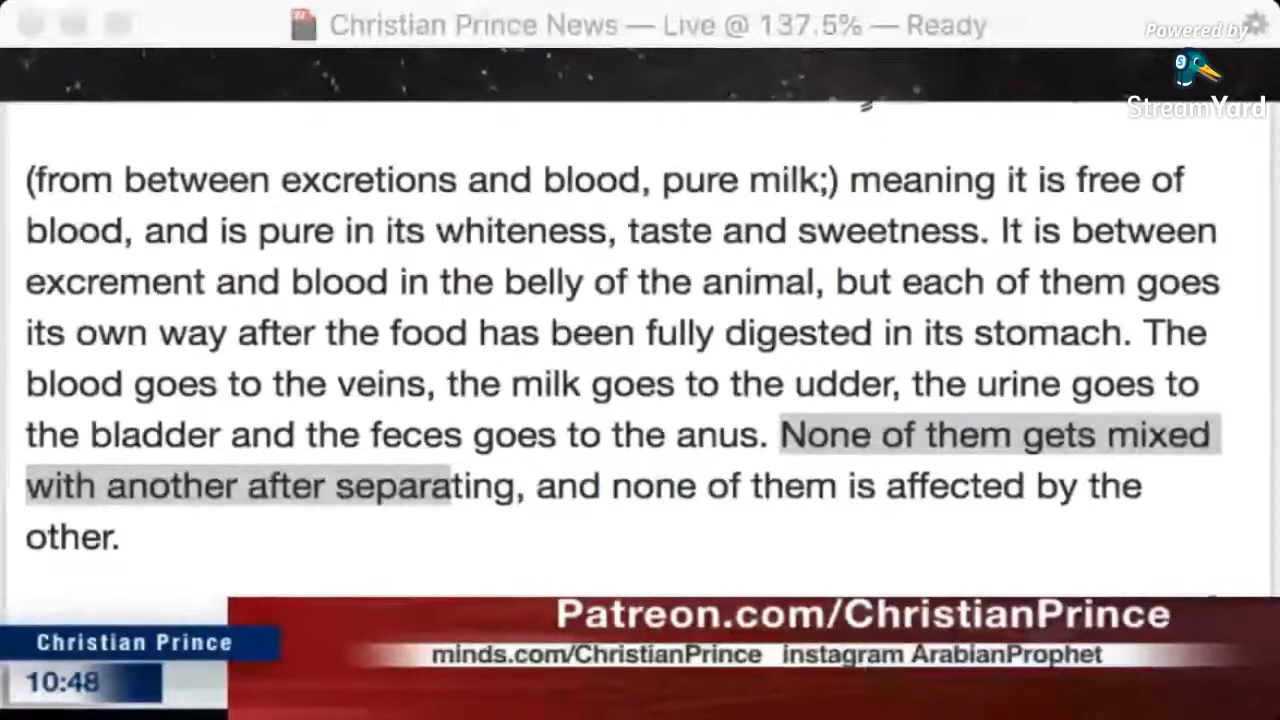 Christian Prince News — Live @ 137.5% — Ready
Powered by
StreamYard
(from between excretions and blood, pure milk;) meaning it is free of
blood, and is pure in its whiteness, taste and sweetness. It is between
excrement and blood in the belly of the animal, but each of them goes
its own way after the food has been fully digested in its stomach. The
blood goes to the veins, the milk goes to the udder, the urine goes to
the bladder and the feces goes to the anus. None of them gets mixed
with another after separating, and none of them is affected by the
other.
Patreon.com/ChristianPrince
Christian Prince
minds.com/ChristianPrince instagram ArabianProphet
10:48